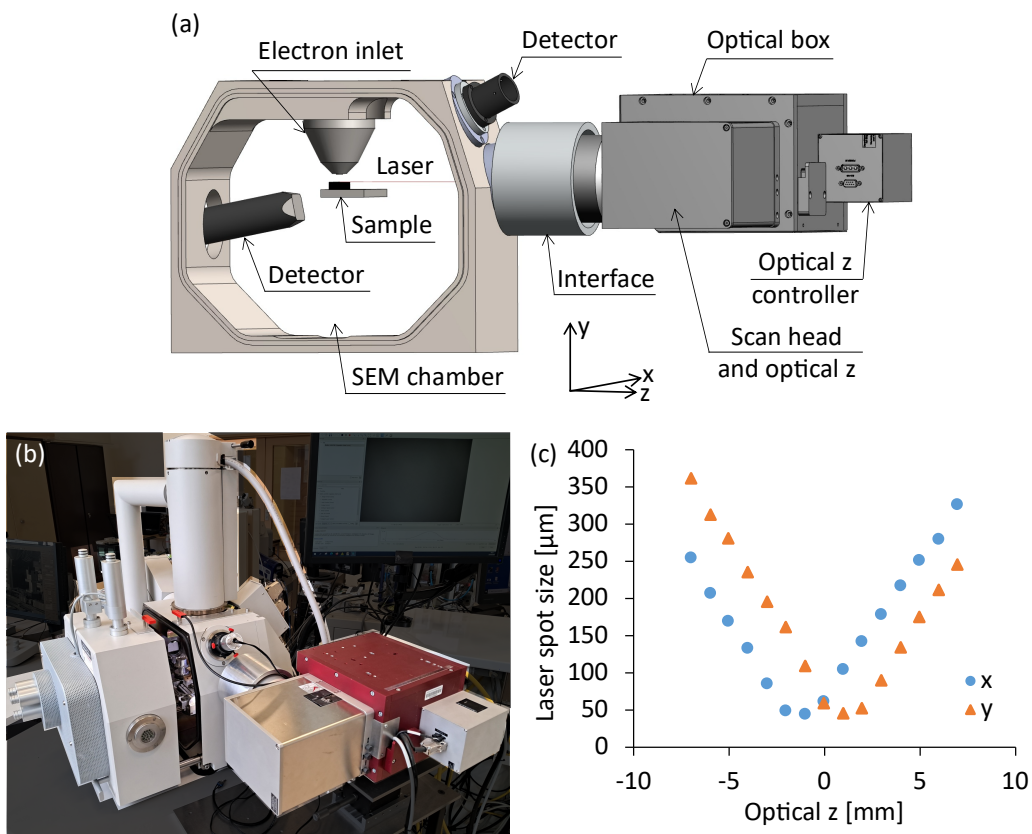 (a)
Electron inlet
Detector
Optical box
Laser
Sample
Detector
Interface
Optical z
controller
SEM chamber
Scan head
and optical z
y
x
z
(b)
(c)
400
350
300
250
200
150
100
50
0
Laser spot size [µm]
x
y
-10
-5
0
5
10
Optical z [mm]